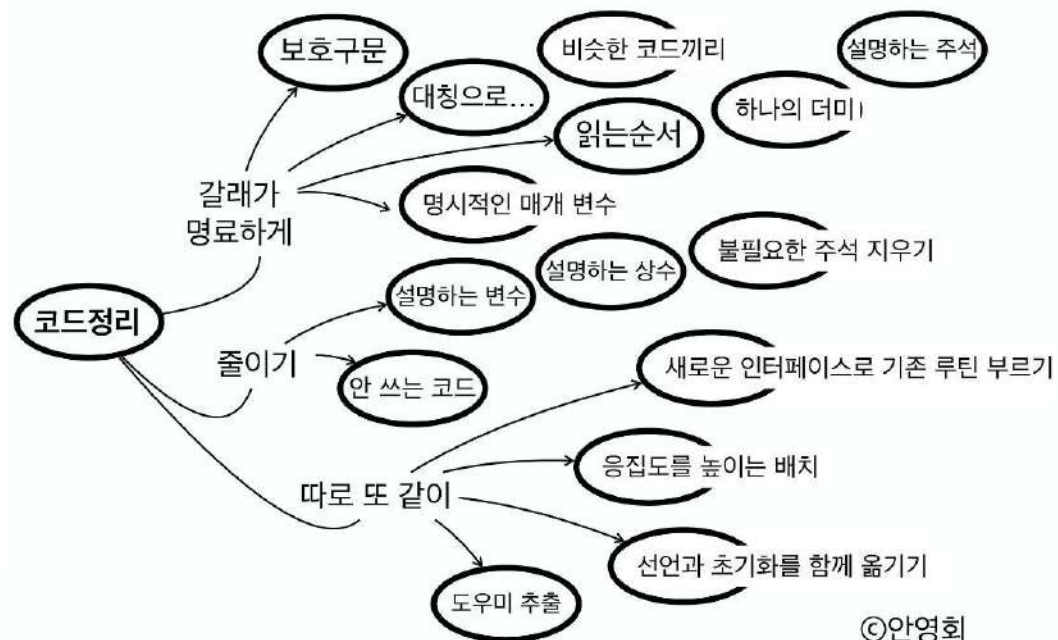 보호구문
비슷한 코드끼리
설명하는 주석
대칭으로...
하나의 더미
읽는순서
갈래가
명료하게
명시적인 매개 변수
불필요한 주석 지우기
설명하는 상수
설명하는 변수
코드정리
줄이기
안 쓰는 코드
새로운 인터페이스로 기존 루틴 부르기
응집도를 높이는 배치
따로 또 같이
선언과 초기화를 함께 옮기기
도우미 추출
ⓒ안영회